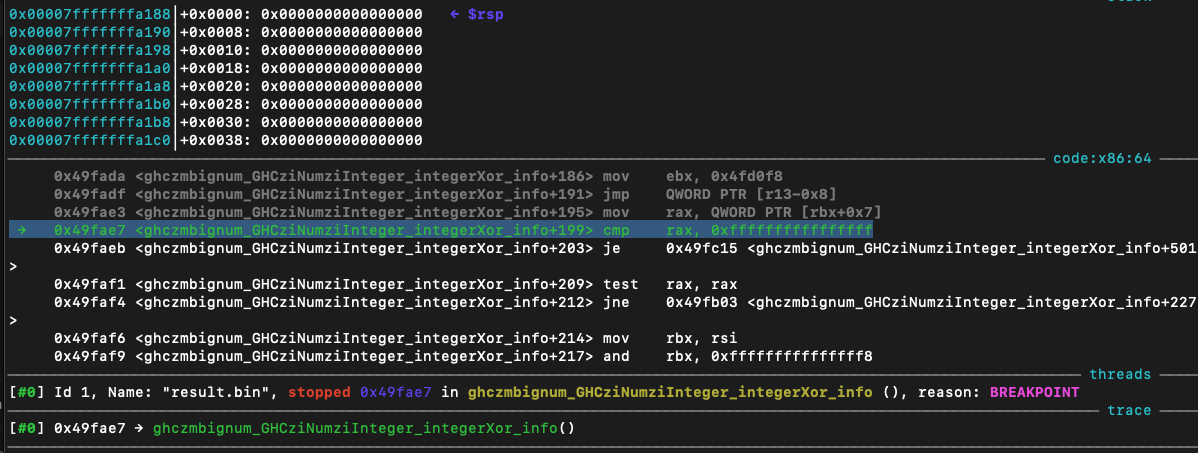 0x00007fffffffa188│+0x0000: 0x0000000000000000   ← $rsp
0x00007fffffffa190│+0x0008: 0x0000000000000000
0x00007fffffffa198│+0x0010: 0x0000000000000000
0x00007fffffffa1a0│+0x0018: 0x0000000000000000
0x00007fffffffa1a8│+0x0020: 0x0000000000000000
0x00007fffffffa1b0│+0x0028: 0x0000000000000000
0x00007fffffffa1b8│+0x0030: 0x0000000000000000
0x00007fffffffa1c0│+0x0038: 0x0000000000000000
code:x86:64
0x49fada <ghczmbignum_GHCziNumziInteger_integerXor_info+186> mov    ebx, 0x4fd0f8
0x49fadf <ghczmbignum_GHCziNumziInteger_integerXor_info+191> jmp    QWORD PTR [r13-0x8]
0x49fae3 <ghczmbignum_GHCziNumziInteger_integerXor_info+195> mov    rax, QWORD PTR [rbx+0x7]
→ 0x49fae7 <ghczmbignum_GHCziNumziInteger_integerXor_info+199> cmp    rax, 0xffffffffffffffff
0x49faeb <ghczmbignum_GHCziNumziInteger_integerXor_info+203> je     0x49fc15 <ghczmbignum_GHCziNumziInteger_integerXor_info+501
>
0x49faf1 <ghczmbignum_GHCziNumziInteger_integerXor_info+209> test   rax, rax
0x49faf4 <ghczmbignum_GHCziNumziInteger_integerXor_info+212> jne    0x49fb03 <ghczmbignum_GHCziNumziInteger_integerXor_info+227
>
0x49faf6 <ghczmbignum_GHCziNumziInteger_integerXor_info+214> mov    rbx, rsi
0x49faf9 <ghczmbignum_GHCziNumziInteger_integerXor_info+217> and    rbx, 0xfffffffffffffff8
threads
[#0] Id 1, Name: "result.bin", stopped 0x49fae7 in ghczmbignum_GHCziNumziInteger_integerXor_info (), reason: BREAKPOINT
trace
[#0] 0x49fae7 → ghczmbignum_GHCziNumziInteger_integerXor_info()